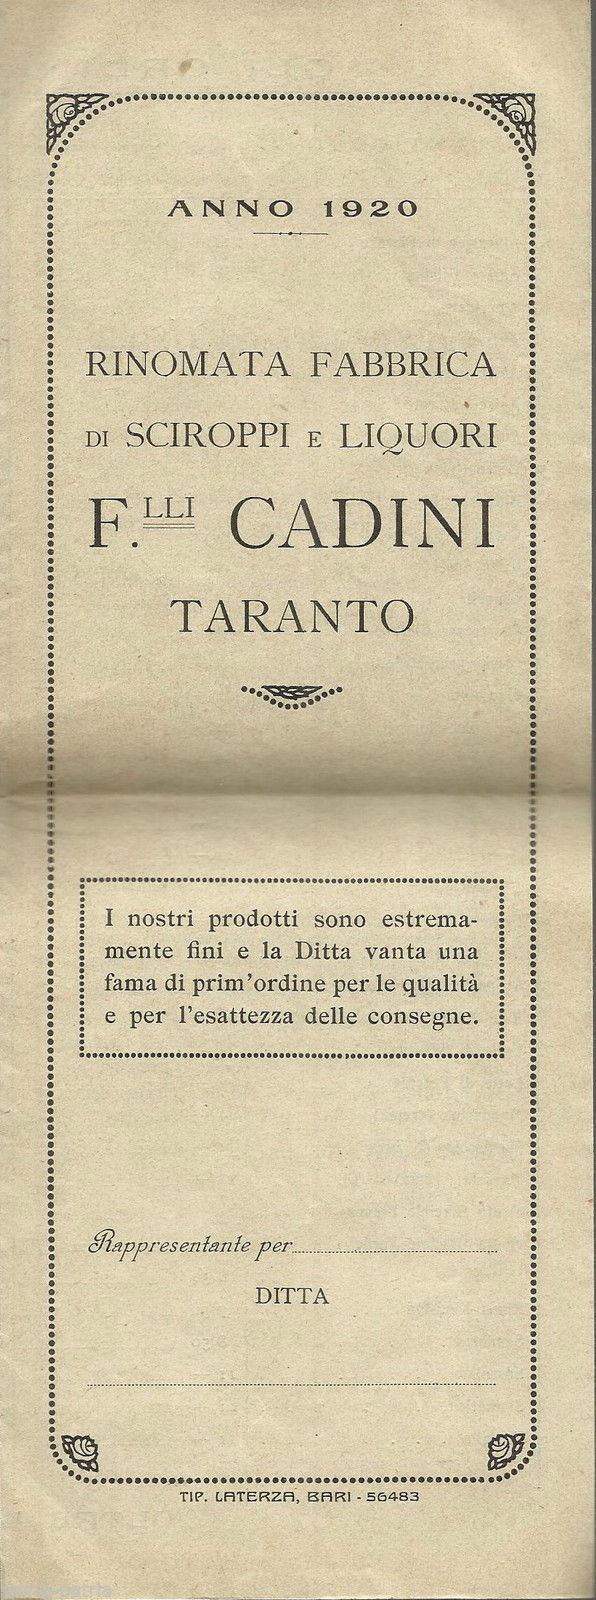 ANNO 1920
RINOMATA FABBRICA
DI SCIROPPI E LIQUORI
F.LLI CADINI
TARANTO
I nostri prodotti sono estrema-
mente fini e la Ditta vanta una
fama di prim'ordine per le qualità
e per l'esattezza delle consegne.
Rappresentante per
DITTA
TIP. LATERZA, BARI - 56483